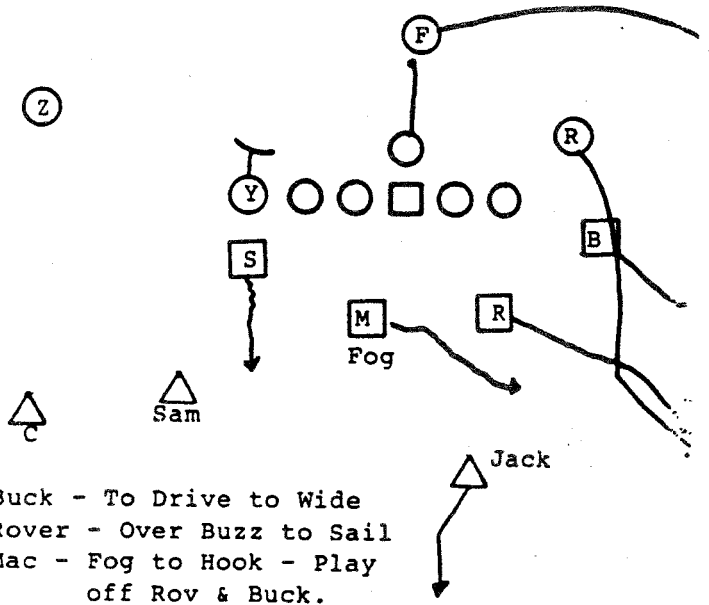 F
Z
R
Y
B
S
M
R
Fog
Sam
C
Jack
Buck - To Drive to Wide
Rover - Over Buzz to Sail
Mac - Fog to Hook - Play
off Rov & Buck.